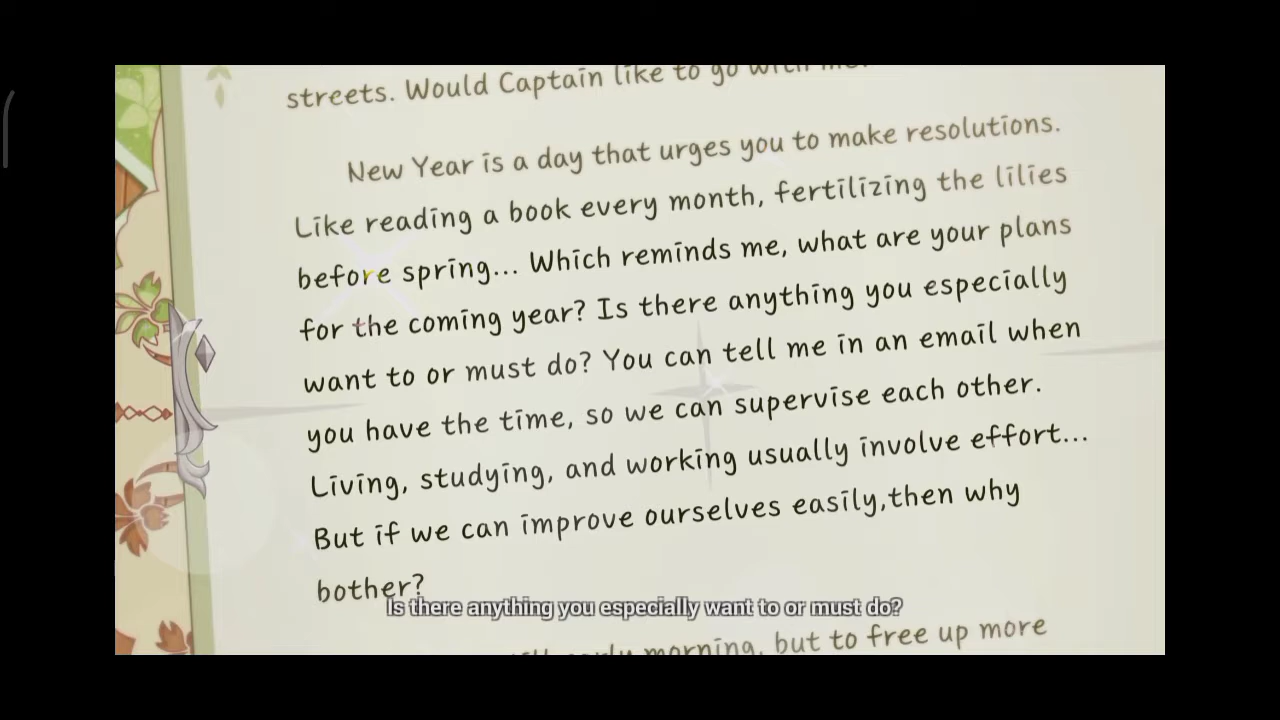 streets. Would Captain like to go with me?
New Year is a day that urges you to make resolutions.
Like reading a book every month, fertilizing the lilies
before spring... Which reminds me, what are your plans
for the coming year? Is there anything you especially
want to or must do? You can tell me in an email when
you have the time, so we can supervise each other.
Living, studying, and working usually involve effort...
But if we can improve ourselves easily,then why
bother?
Is there anything you especially want to or must do?
early morning, but to free up more